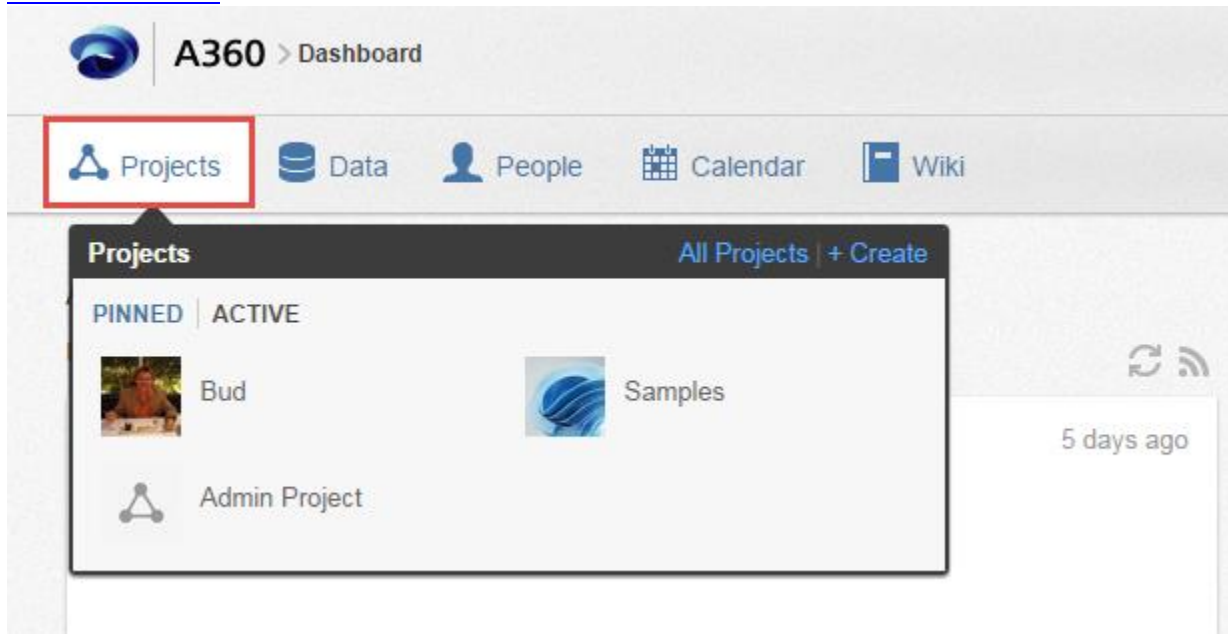 A360 > Dashboard
Projects Data People Calendar Wiki
Projects All Projects | + Create
PINNED | ACTIVE
Bud Samples
5 days ago
Admin Project